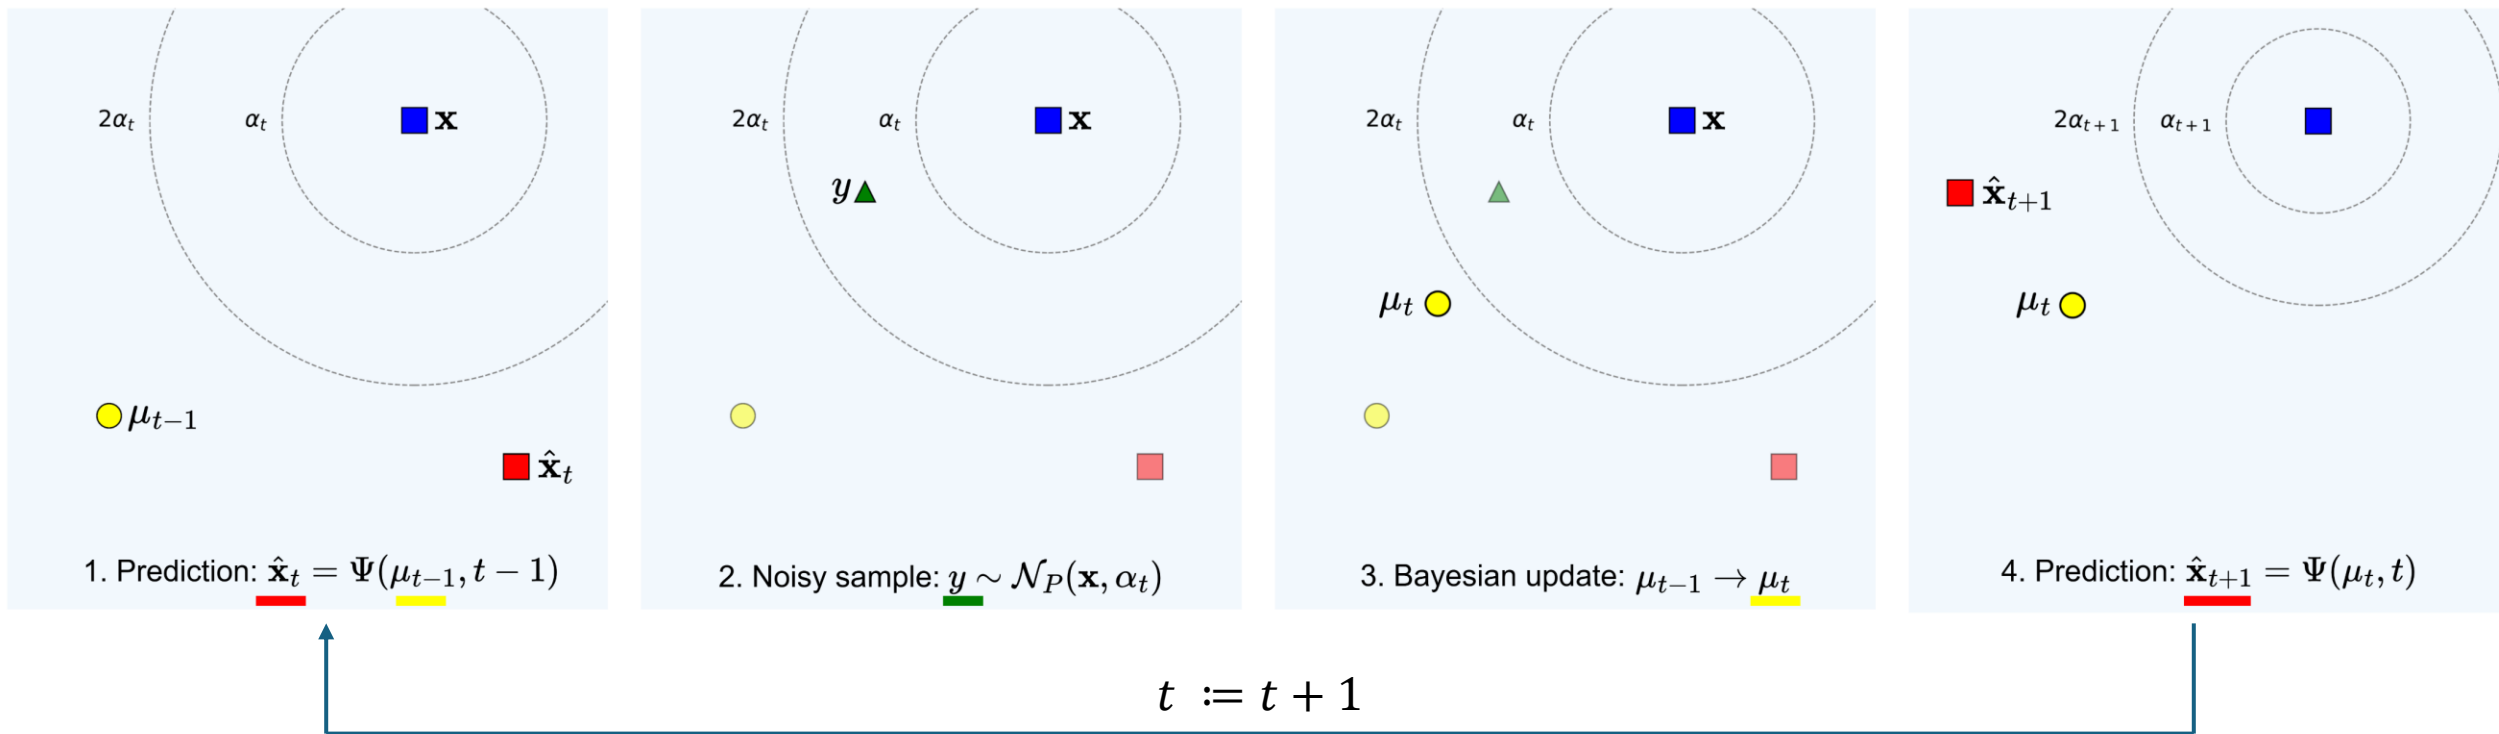 2αₜ αₜ 𝐱
μₜ₋₁
𝐱̂ₜ
1. Prediction: 𝐱̂ₜ = Ψ(μₜ₋₁, t − 1)
2αₜ αₜ 𝐱
y
2. Noisy sample: y ∼ 𝒩_P(𝐱, αₜ)
2αₜ αₜ 𝐱
μₜ
3. Bayesian update: μₜ₋₁ → μₜ
2αₜ₊₁ αₜ₊₁
𝐱̂ₜ₊₁
μₜ
4. Prediction: 𝐱̂ₜ₊₁ = Ψ(μₜ, t)
t := t + 1